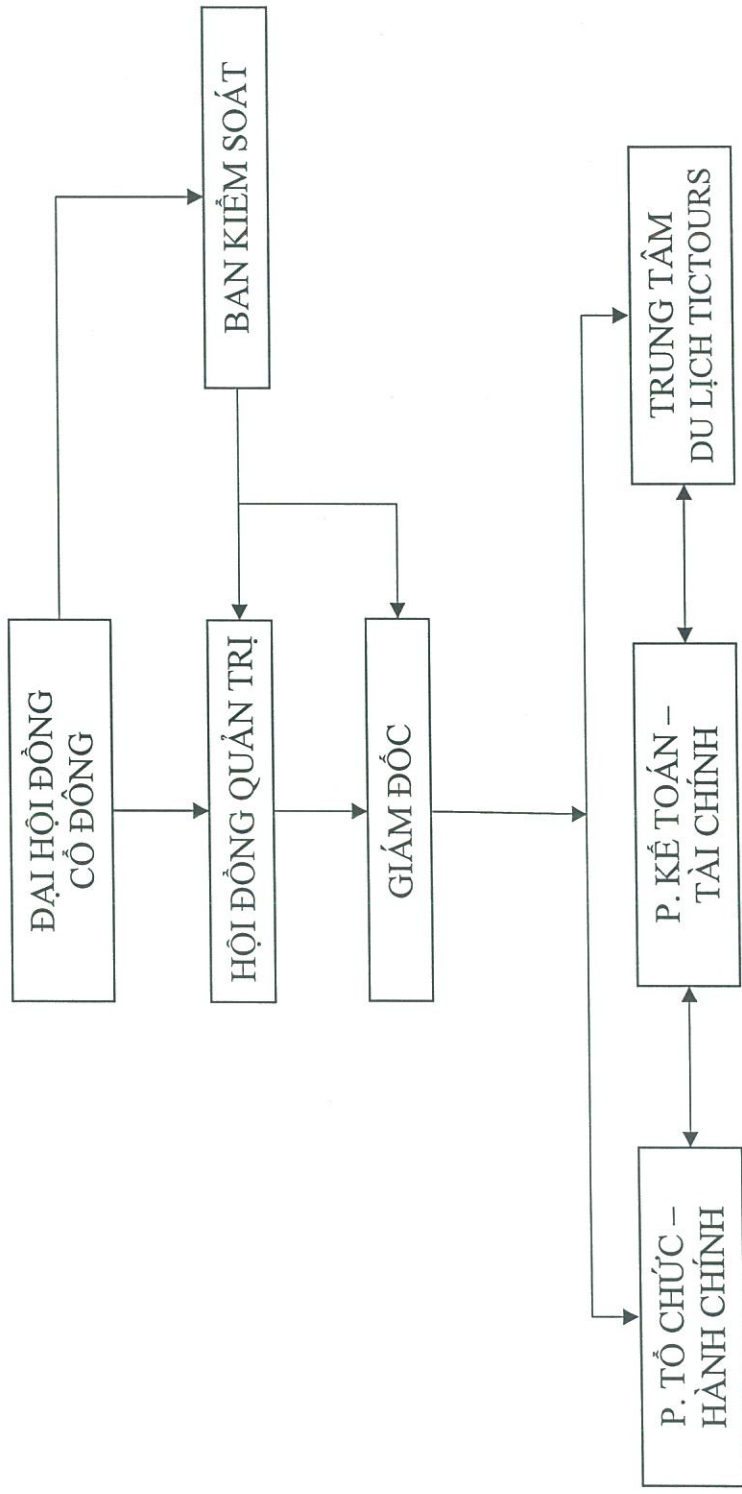 ĐẠI HỘI ĐỒNG
CỔ ĐÔNG
BAN KIỂM SOÁT
HỘI ĐỒNG QUẢN TRỊ
GIÁM ĐỐC
P. TỔ CHỨC –
HÀNH CHÍNH
P. KẾ TOÁN –
TÀI CHÍNH
TRUNG TÂM
DU LỊCH TICTOURS